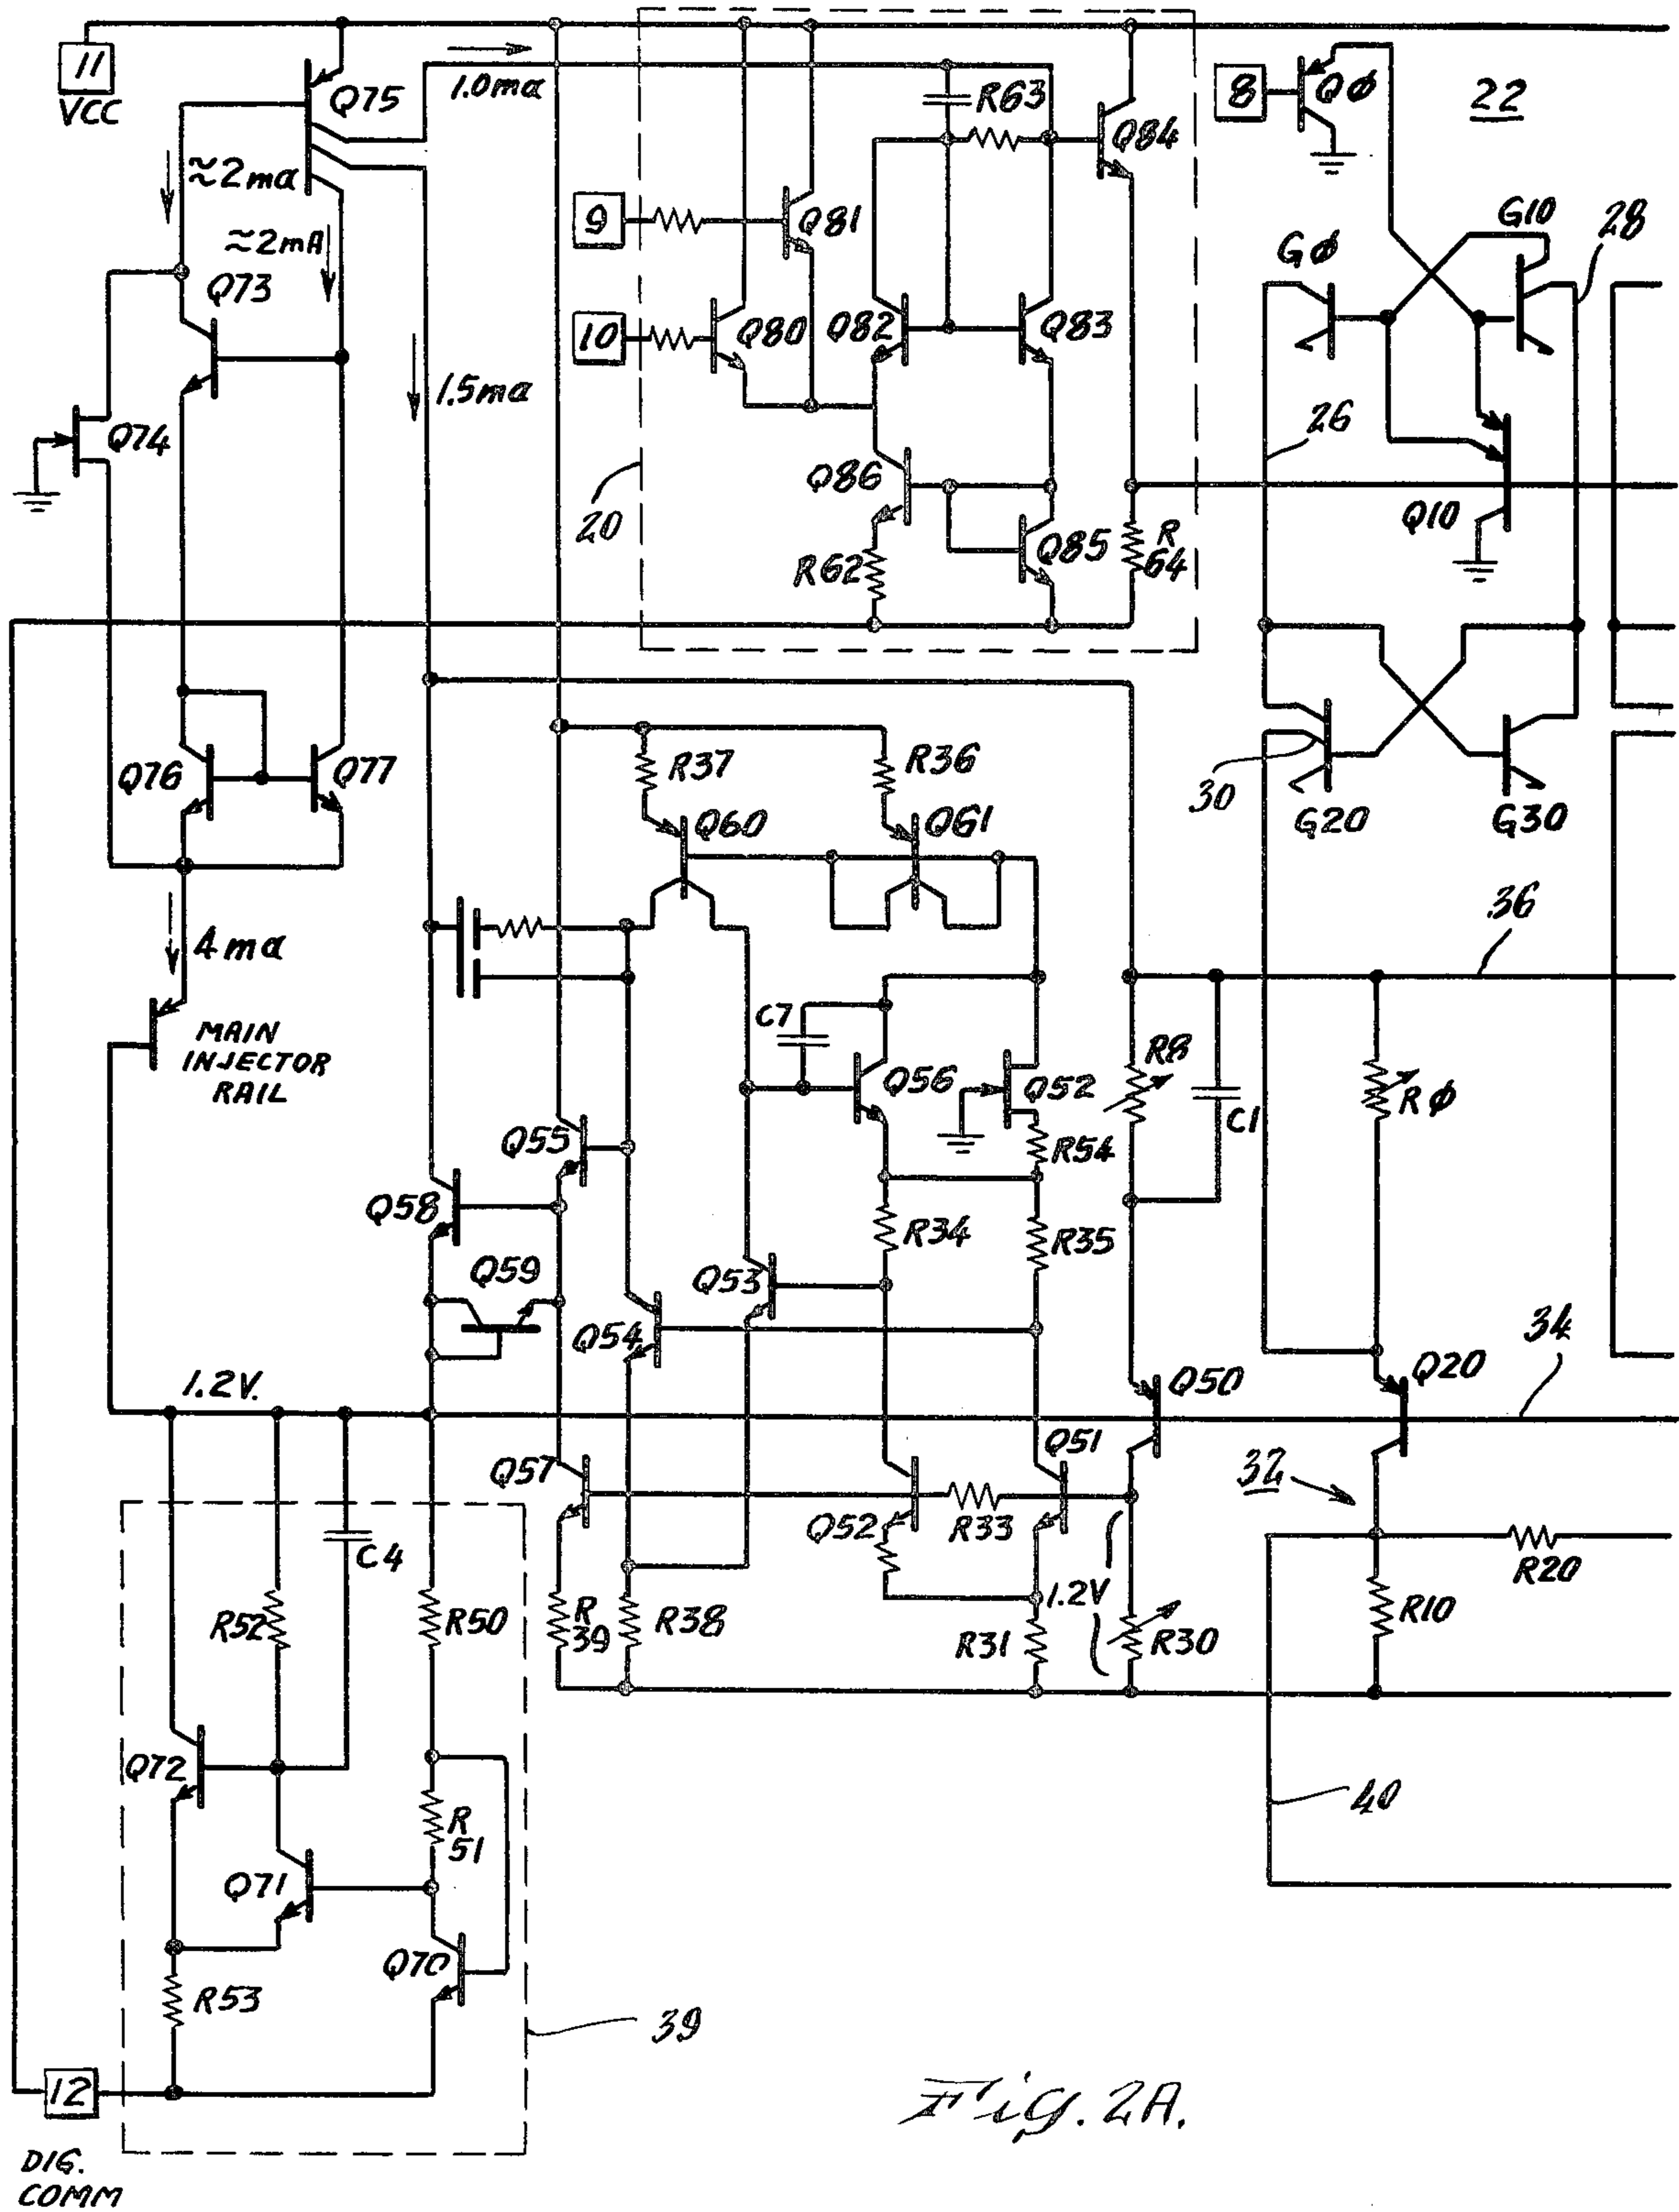 11
VCC
Q75
1.0ma
R63
Q84
8
QØ
22
≈2ma
≈2mA
9
Q81
GØ
G10
28
Q73
10
Q80
Q82
Q83
1.5ma
Q74
26
20
Q86
R62
Q85
R
64
Q10
Q76
Q77
R37
R36
30
G20
G30
Q60
Q61
36
4ma
MAIN
INJECTOR
RAIL
C7
Q56
Q52
R8
C1
RØ
Q55
R54
Q58
R34
R35
Q59
Q53
Q54
34
1.2V.
Q50
Q20
Q57
Q51
32
Q52
R33
C4
R20
1.2V
R52
R50
R
39
R38
R31
R30
R10
Q72
40
R
51
Q71
Q70
R53
39
12
DIG.
COMM
Fig. 2A.